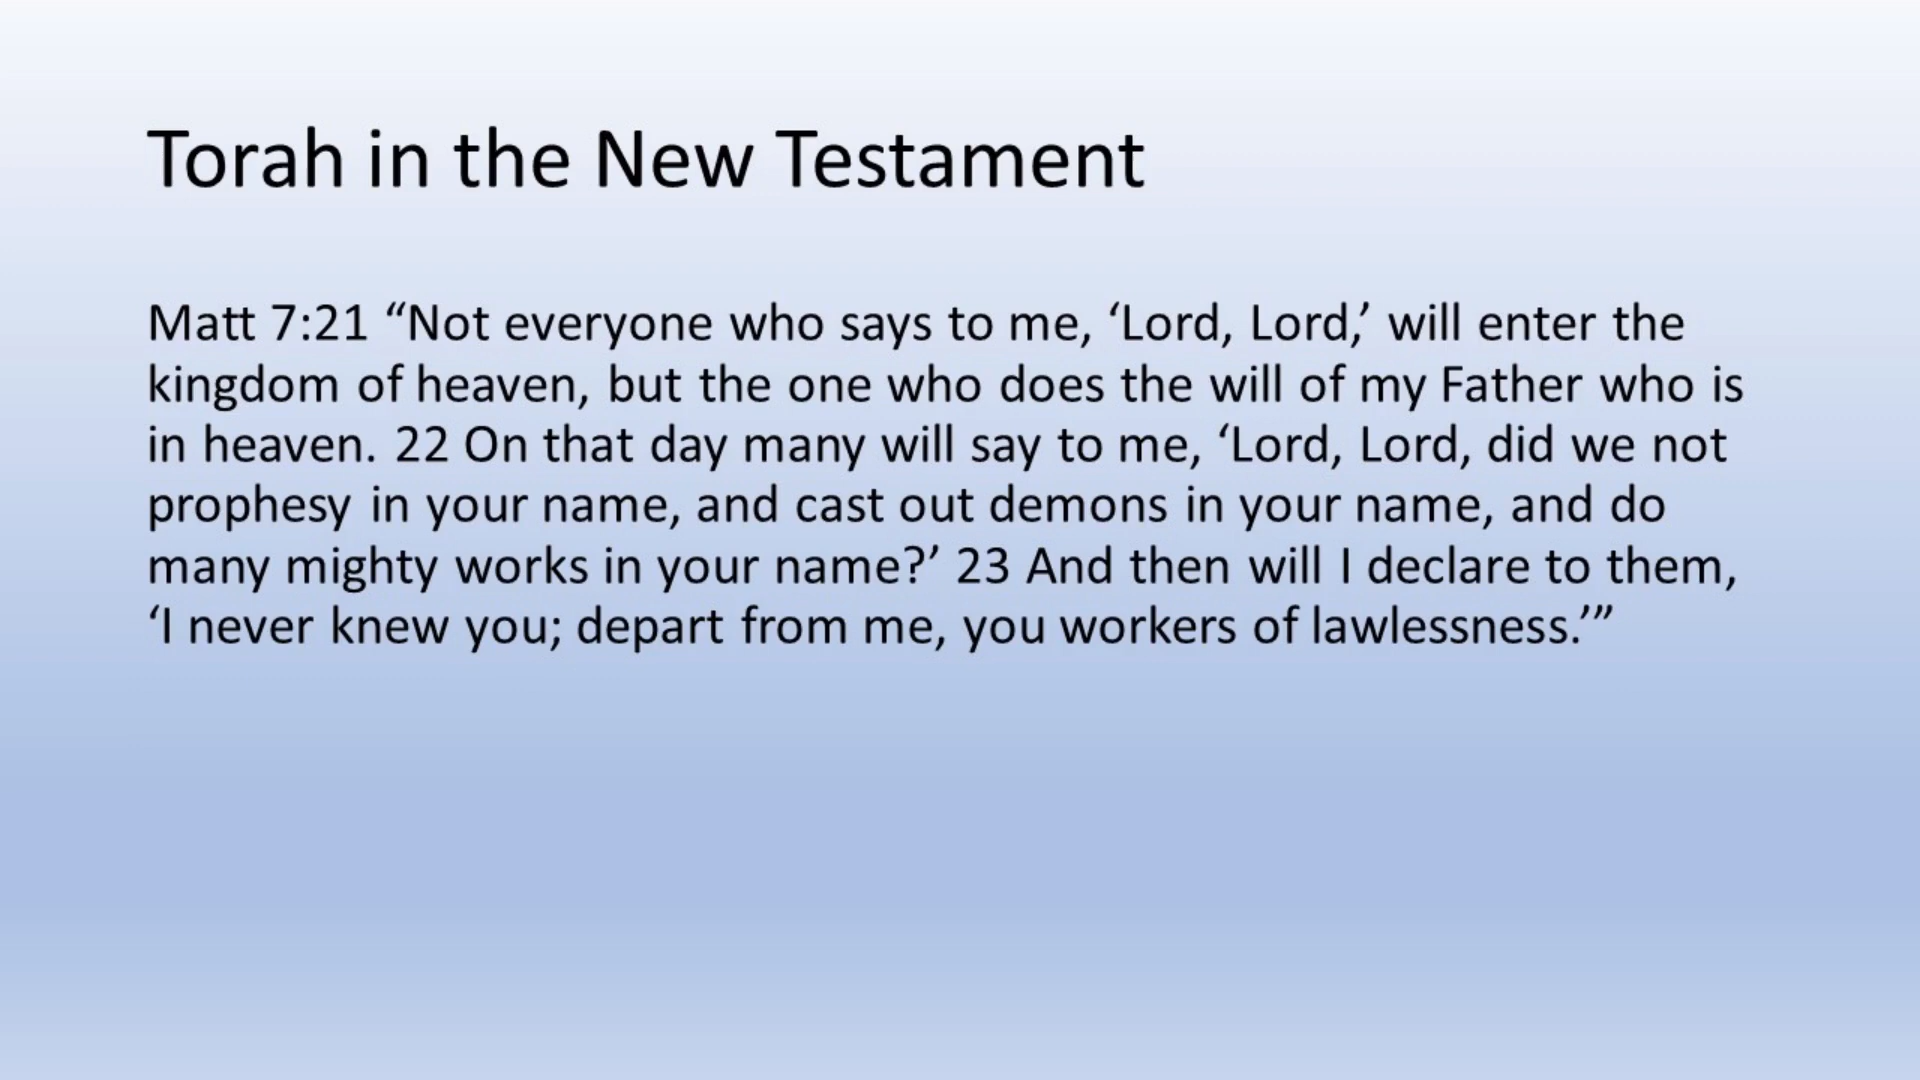 Torah in the New Testament
Matt 7:21 “Not everyone who says to me, ‘Lord, Lord,’ will enter the
kingdom of heaven, but the one who does the will of my Father who is
in heaven. 22 On that day many will say to me, ‘Lord, Lord, did we not
prophesy in your name, and cast out demons in your name, and do
many mighty works in your name?’ 23 And then will I declare to them,
‘I never knew you; depart from me, you workers of lawlessness.’”